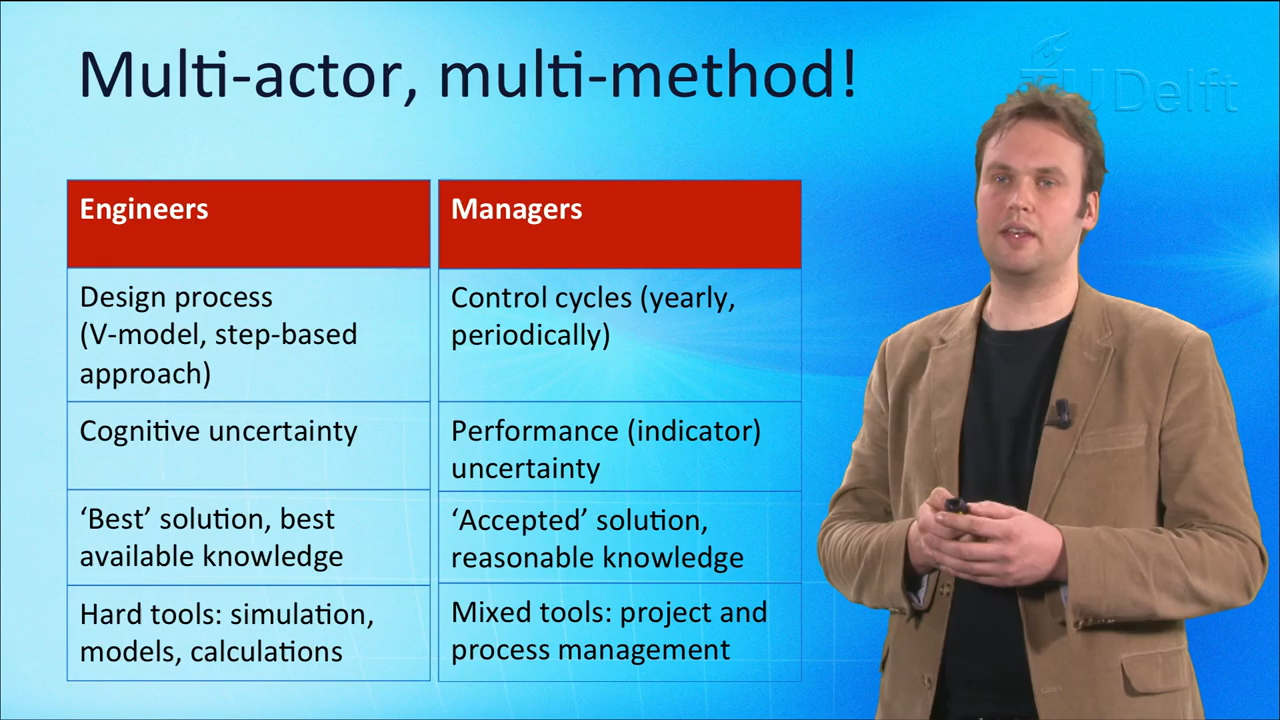 Multi-actor, multi-method!
TU Delft
Engineers
Design process
(V-model, step-based
approach)
Cognitive uncertainty
‘Best’ solution, best
available knowledge
Hard tools: simulation,
models, calculations
Managers
Control cycles (yearly,
periodically)
Performance (indicator)
uncertainty
‘Accepted’ solution,
reasonable knowledge
Mixed tools: project and
process management